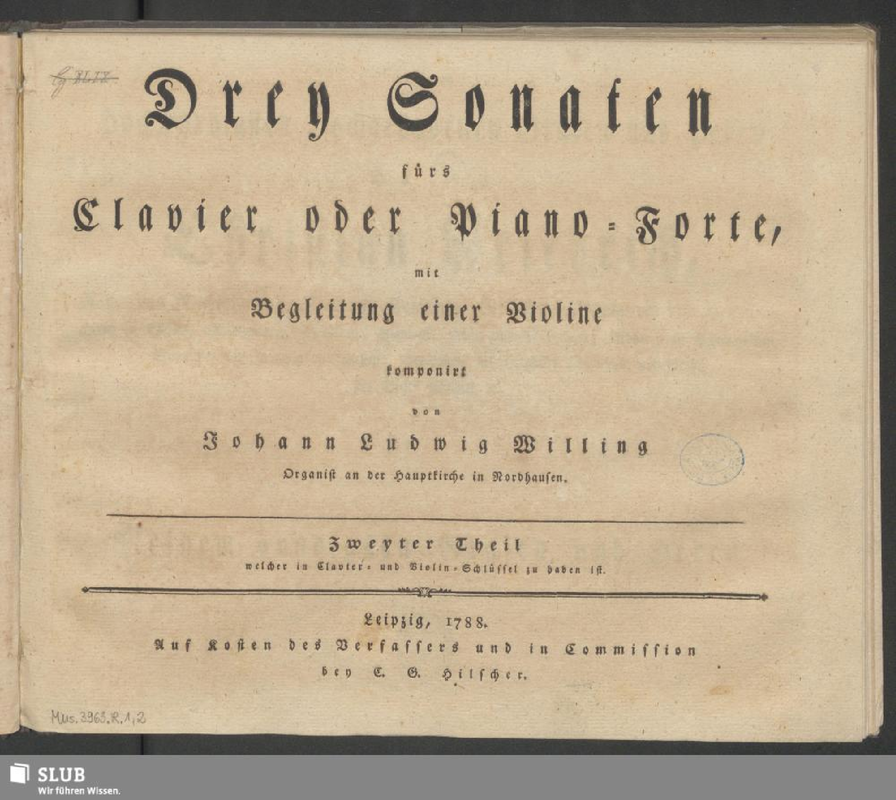 Drey Sonaten
fürs
Clavier oder Piano-Forte,
mit
Begleitung einer Violine
komponirt
von
Johann Ludwig Willing
Organist an der Hauptkirche in Nordhausen.
Zweyter Theil
welcher in Clavier- und Violin-Schlüssel zu haben ist.
Leipzig, 1788.
Auf Kosten des Verfassers und in Commission
bey C. G. Hilscher.
Mus. 3963.R.1,2
SLUB
Wir führen Wissen.